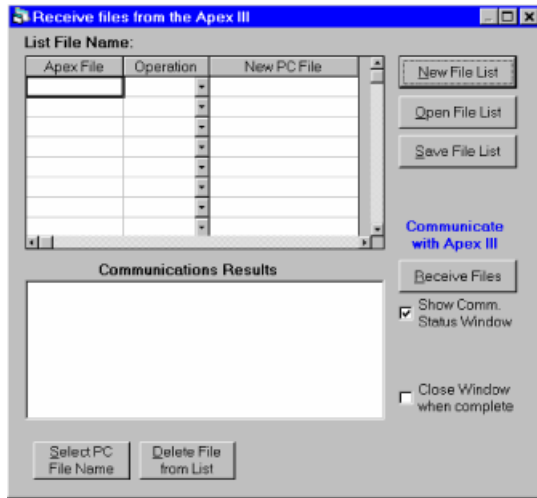 Receive files from the Apex III
List File Name:
Apex File Operation New PC File
New File List
Open File List
Save File List
Communicate
with Apex III
Communications Results
Receive Files
Show Comm.
Status Window
Close Window
when complete
Select PC
File Name
Delete File
from List